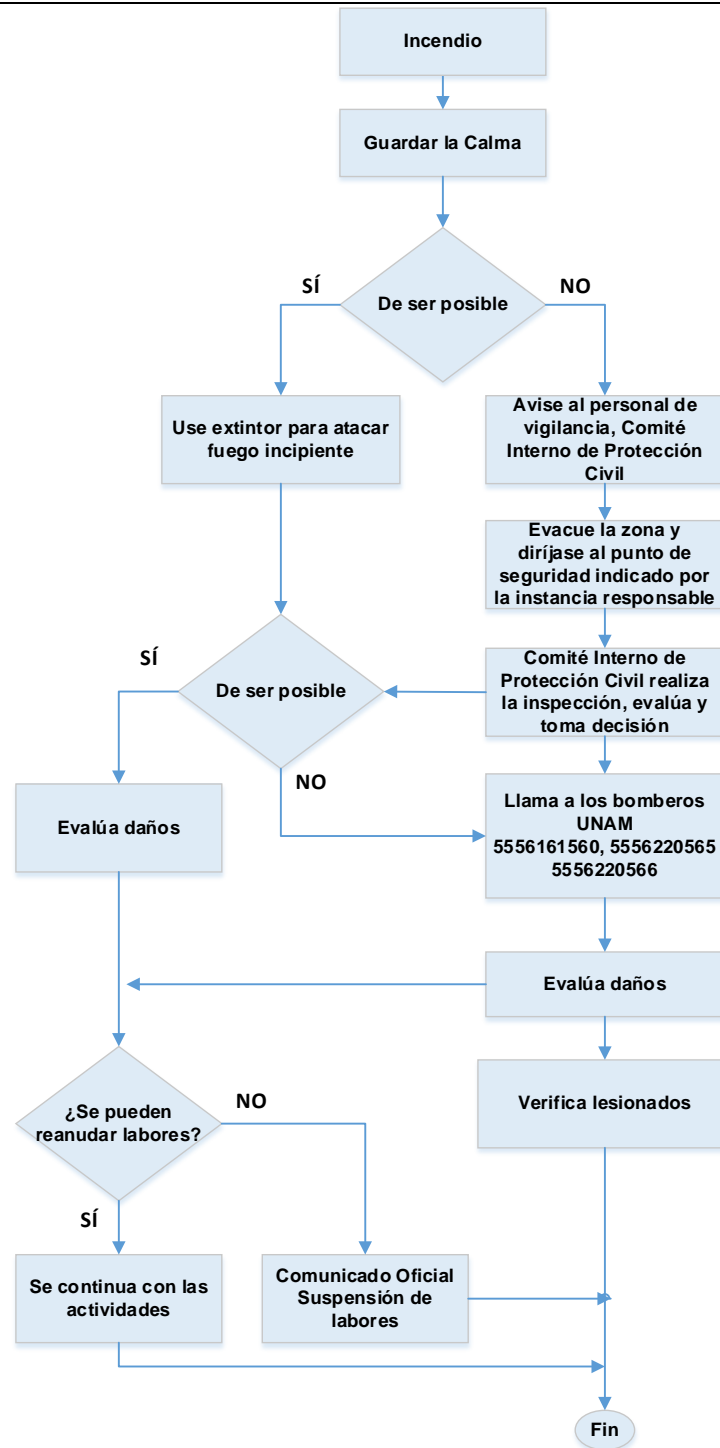 Incendio
Guardar la Calma
De ser posible
SÍ
NO
Use extintor para atacar
fuego incipiente
Avise al personal de
vigilancia, Comité
Interno de Protección
Civil
Evacue la zona y
diríjase al punto de
seguridad indicado por
la instancia responsable
Comité Interno de
Protección Civil realiza
la inspección, evalúa y
toma decisión
De ser posible
SÍ
NO
Evalúa daños
Llama a los bomberos
UNAM
5556161560, 5556220565
5556220566
Evalúa daños
¿Se pueden
reanudar labores?
NO
SÍ
Verifica lesionados
Se continua con las
actividades
Comunicado Oficial
Suspensión de
labores
Fin